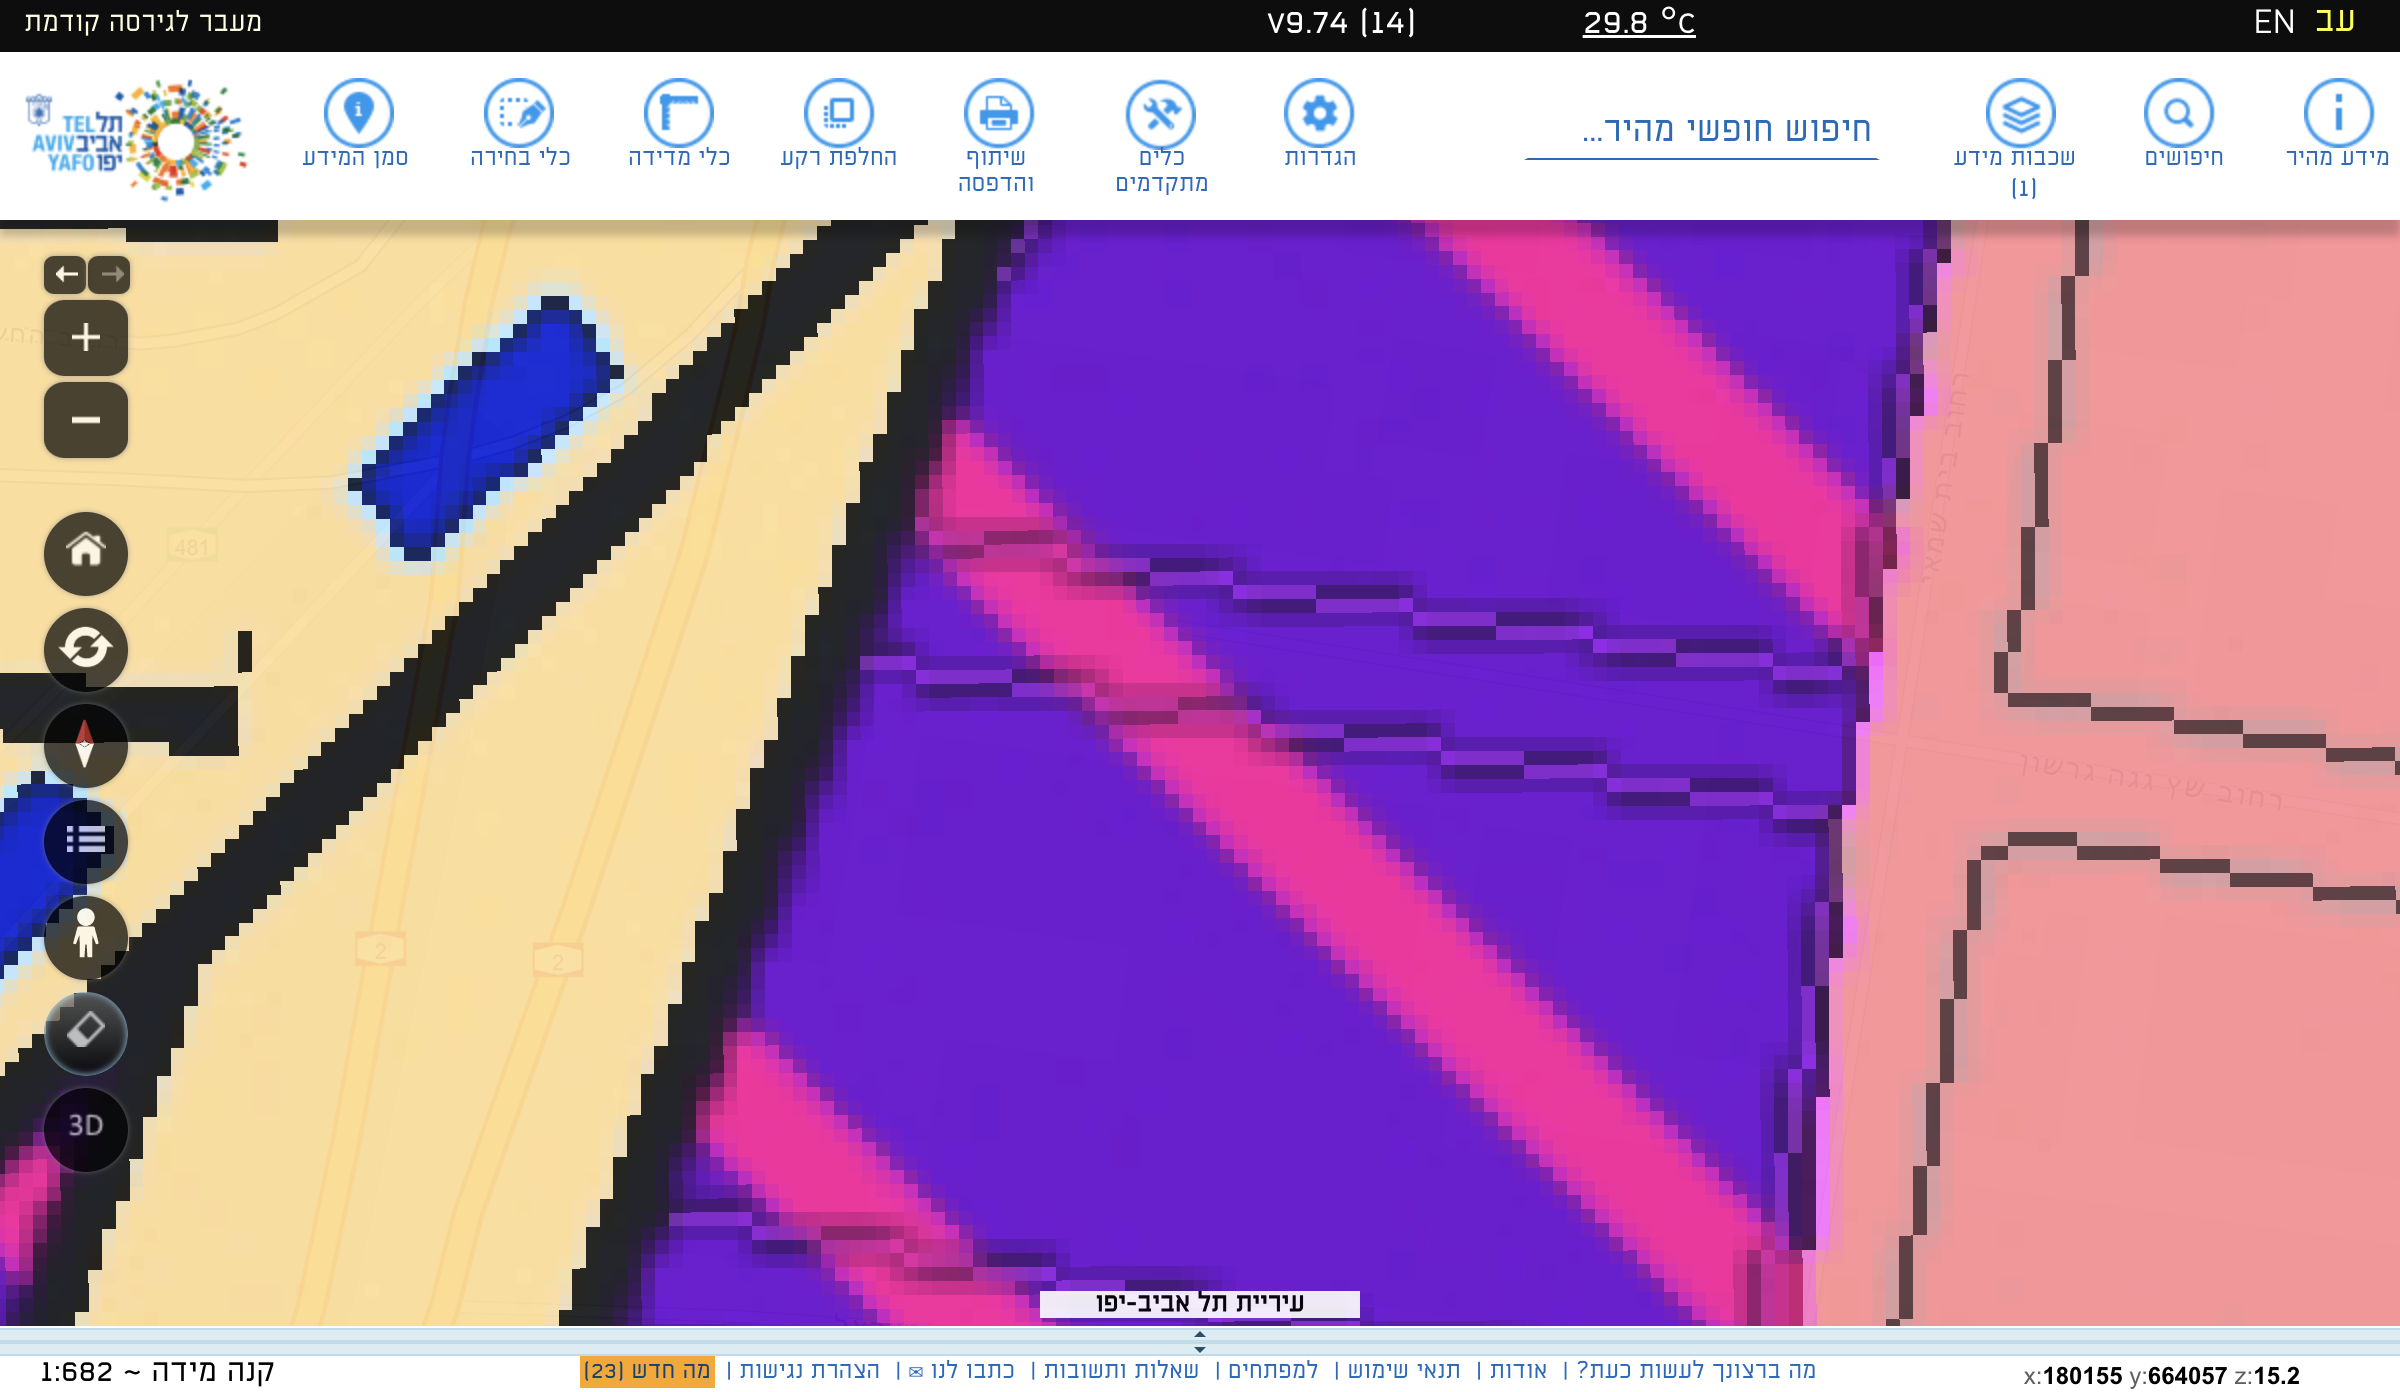 עב EN
29.8 °C
V9.74 (14)
מעבר לגירסה קודמת
מידע מהיר
חיפושים
שכבות מידע
(1)
חיפוש חופשי מהיר...
הגדרות
כלים
מתקדמים
שיתוף
והדפסה
החלפת רקע
כלי מדידה
כלי בחירה
סמן המידע
תל
אביב
יפו
TEL
AVIV
YAFO
481
רחוב בית שמאי
רחוב שץ גגה גרשון
2
2
3D
עיריית תל אביב-יפו
מה ברצונך לעשות כעת? | אודות | תנאי שימוש | למפתחים | שאלות ותשובות | כתבו לנו ✉ | הצהרת נגישות | מה חדש (23)
קנה מידה ~ 1:682
x:180155 y:664057 z:15.2